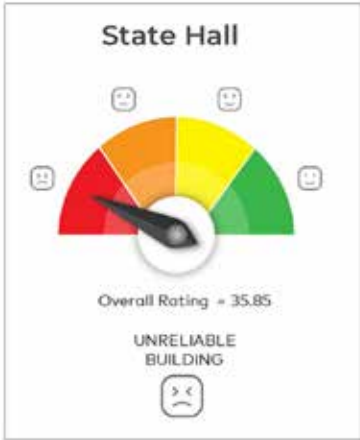 State Hall
Overall Rating = 35.85
UNRELIABLE
BUILDING